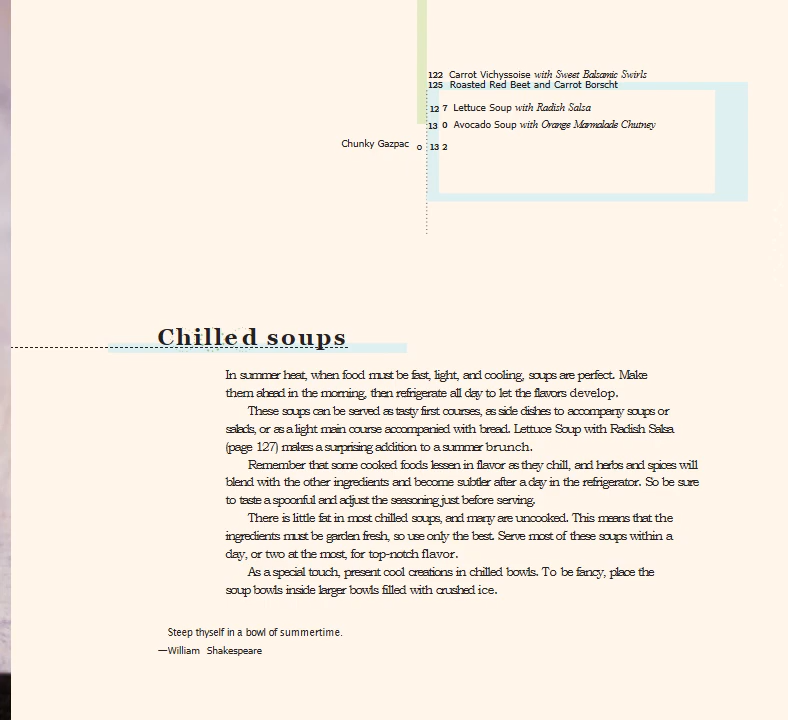 122 Carrot Vichyssoise with Sweet Balsamic Swirls
125 Roasted Red Beet and Carrot Borscht
12 7 Lettuce Soup with Radish Salsa
13 0 Avocado Soup with Orange Marmalade Chutney
Chunky Gazpac o 13 2
Chilled soups
In summer heat, when food must be fast, light, and cooling, soups are perfect. Make
them ahead in the morning, then refrigerate all day to let the flavors develop.
These soups can be served as tasty first courses, as side dishes to accompany soups or
salads, or as a light main course accompanied with bread. Lettuce Soup with Radish Salsa
(page 127) makes a surprising addition to a summer brunch.
Remember that some cooked foods lessen in flavor as they chill, and herbs and spices will
blend with the other ingredients and become subtler after a day in the refrigerator. So be sure
to taste a spoonful and adjust the seasoning just before serving.
There is little fat in most chilled soups, and many are uncooked. This means that the
ingredients must be garden fresh, so use only the best. Serve most of these soups within a
day, or two at the most, for top-notch flavor.
As a special touch, present cool creations in chilled bowls. To be fancy, place the
soup bowls inside larger bowls filled with crushed ice.
Steep thyself in a bowl of summertime.
—William Shakespeare